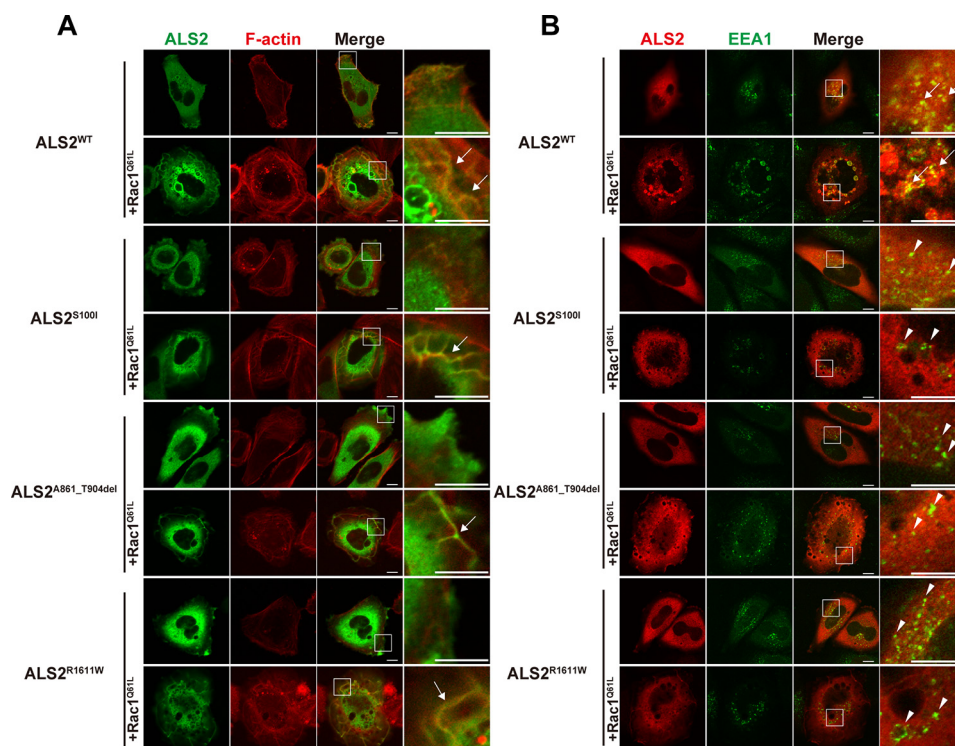 A
ALS2 F-actin Merge
ALS2WT
+Rac1Q61L
ALS2S100I
+Rac1Q61L
ALS2A861_T904del
+Rac1Q61L
ALS2R1611W
+Rac1Q61L
B
ALS2 EEA1 Merge
ALS2WT
+Rac1Q61L
ALS2S100I
+Rac1Q61L
ALS2A861_T904del
+Rac1Q61L
ALS2R1611W
+Rac1Q61L